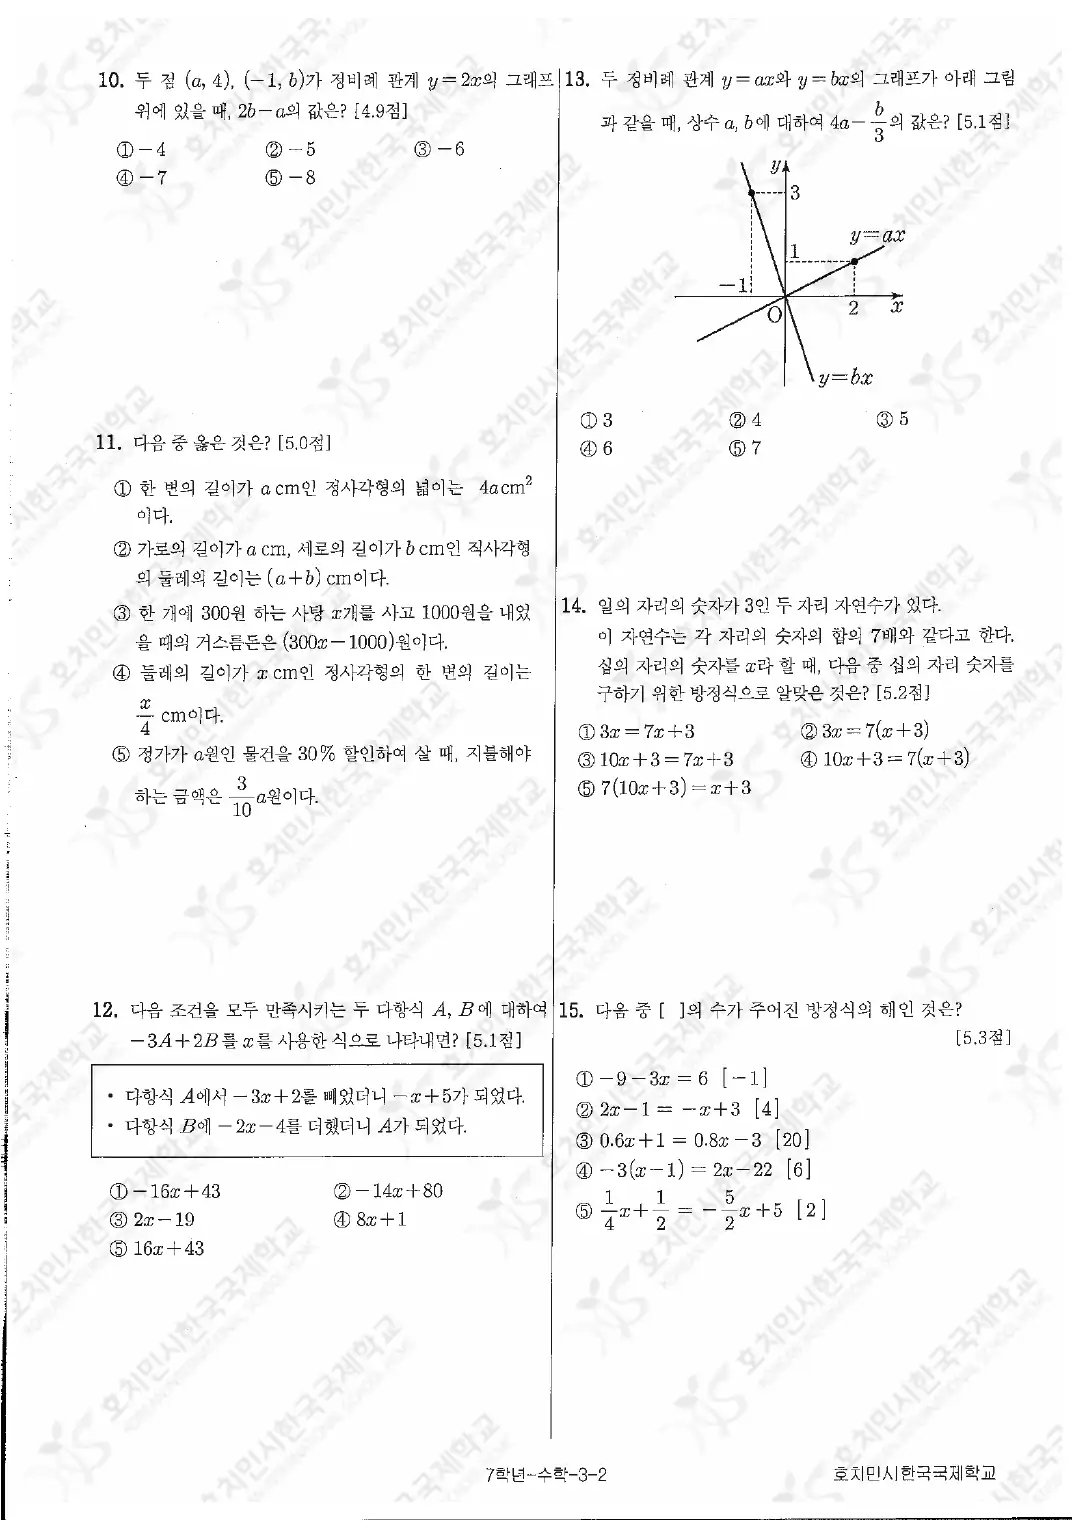 10. 두 점 (a, 4), (−1, b)가 정비례 관계 y=2x의 그래프
위에 있을 때, 2b−a의 값은? [4.9점]
① −4 ② −5 ③ −6
④ −7 ⑤ −8
11. 다음 중 옳은 것은? [5.0점]
① 한 변의 길이가 a cm인 정사각형의 넓이는 4a cm²
이다.
② 가로의 길이가 a cm, 세로의 길이가 b cm인 직사각형
의 둘레의 길이는 (a+b) cm이다.
③ 한 개에 300원 하는 사탕 x개를 사고 1000원을 내었
을 때의 거스름돈은 (300x−1000)원이다.
④ 둘레의 길이가 x cm인 정사각형의 한 변의 길이는
x/4 cm이다.
⑤ 정가가 a원인 물건을 30% 할인하여 살 때, 지불해야
하는 금액은 3/10 a원이다.
12. 다음 조건을 모두 만족시키는 두 다항식 A, B에 대하여
−3A+2B를 x를 사용한 식으로 나타내면? [5.1점]
• 다항식 A에서 −3x+2를 빼었더니 −x+5가 되었다.
• 다항식 B에 −2x−4를 더했더니 A가 되었다.
① −16x+43 ② −14x+80
③ 2x−19 ④ 8x+1
⑤ 16x+43
13. 두 정비례 관계 y=ax와 y=bx의 그래프가 아래 그림
과 같을 때, 상수 a, b에 대하여 4a−b/3의 값은? [5.1점]
y
3
y=ax
1
−1
O 2 x
y=bx
① 3 ② 4 ③ 5
④ 6 ⑤ 7
14. 일의 자리의 숫자가 3인 두 자리 자연수가 있다.
이 자연수는 각 자리의 숫자의 합의 7배와 같다고 한다.
십의 자리의 숫자를 x라 할 때, 다음 중 십의 자리 숫자를
구하기 위한 방정식으로 알맞은 것은? [5.2점]
① 3x=7x+3 ② 3x=7(x+3)
③ 10x+3=7x+3 ④ 10x+3=7(x+3)
⑤ 7(10x+3)=x+3
15. 다음 중 [ ]의 수가 주어진 방정식의 해인 것은?
[5.3점]
① −9−3x=6 [−1]
② 2x−1=−x+3 [4]
③ 0.6x+1=0.8x−3 [20]
④ −3(x−1)=2x−22 [6]
⑤ 1/4x+1/2=−5/2x+5 [2]
7학년-수학-3-2
호치민시한국국제학교